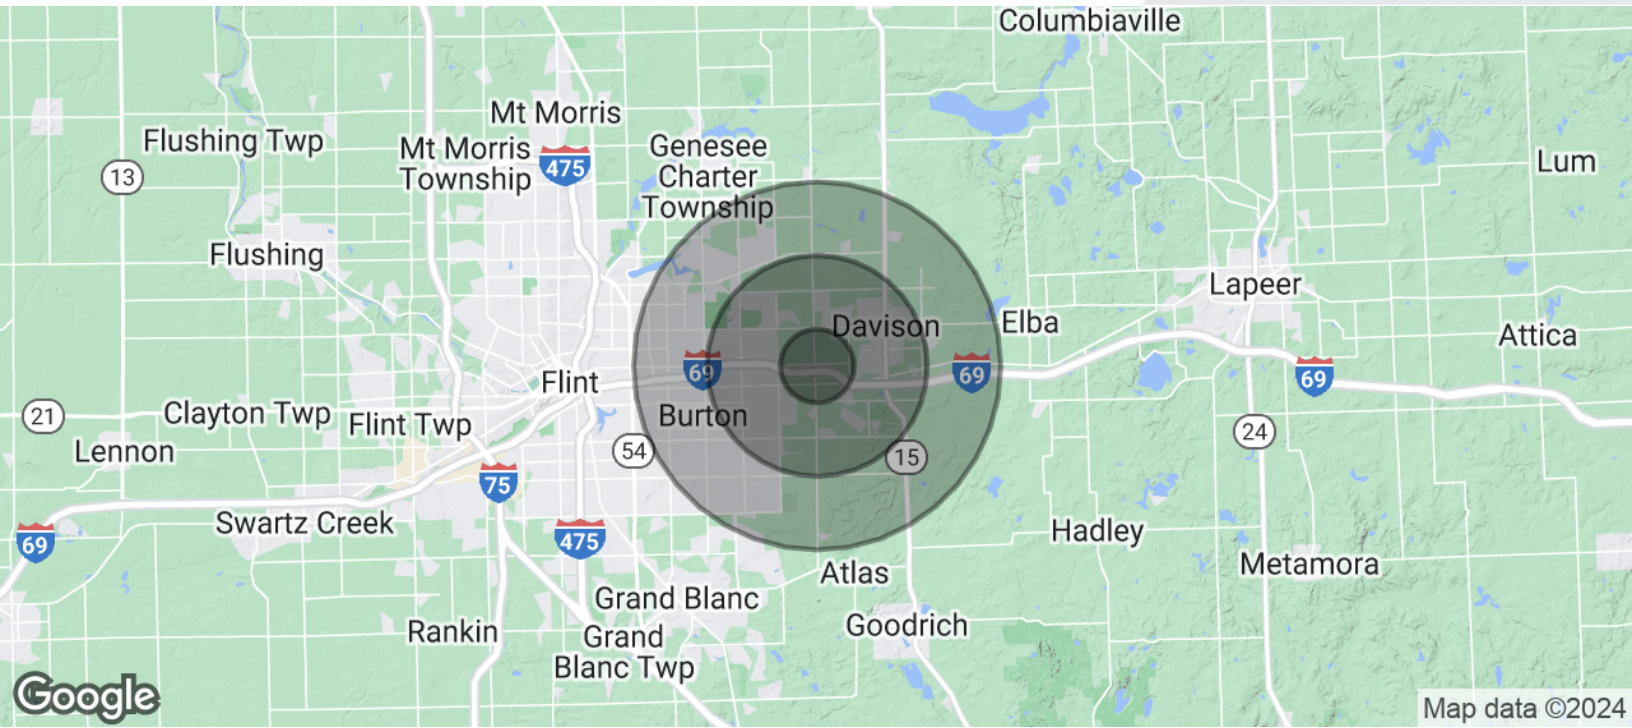 Columbiaville
Mt Morris
Flushing Twp
Mt Morris
Township
475
Genesee
Charter
Township
Lum
13
Flushing
Lapeer
Davison
Elba
Attica
69
69
69
Flint
Burton
21
Clayton Twp
Flint Twp
Lennon
54
15
24
75
Swartz Creek
69
475
Hadley
Metamora
Atlas
Grand Blanc
Goodrich
Rankin
Grand
Blanc Twp
Google
Map data ©2024